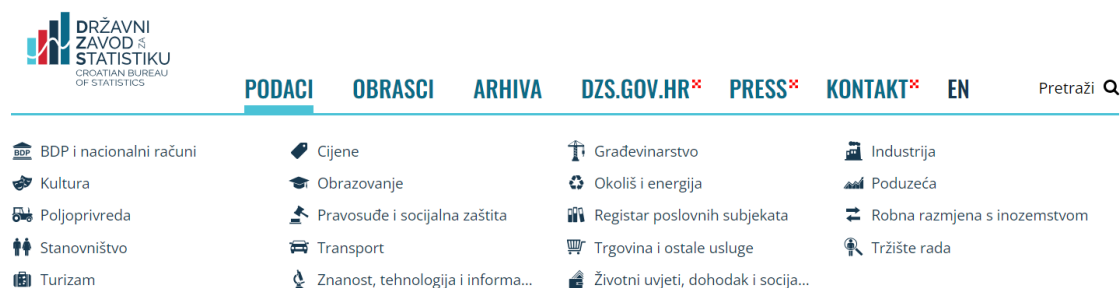 DRŽAVNI
ZAVOD ZA
STATISTIKU
CROATIAN BUREAU
OF STATISTICS
PODACI OBRASCI ARHIVA DZS.GOV.HR PRESS KONTAKT EN Pretraži
BDP BDP i nacionalni računi Cijene Građevinarstvo Industrija
Kultura Obrazovanje Okoliš i energija Poduzeća
Poljoprivreda Pravosuđe i socijalna zaštita Registar poslovnih subjekata Robna razmjena s inozemstvom
Stanovništvo Transport Trgovina i ostale usluge Tržište rada
Turizam Znanost, tehnologija i informa... Životni uvjeti, dohodak i socija...